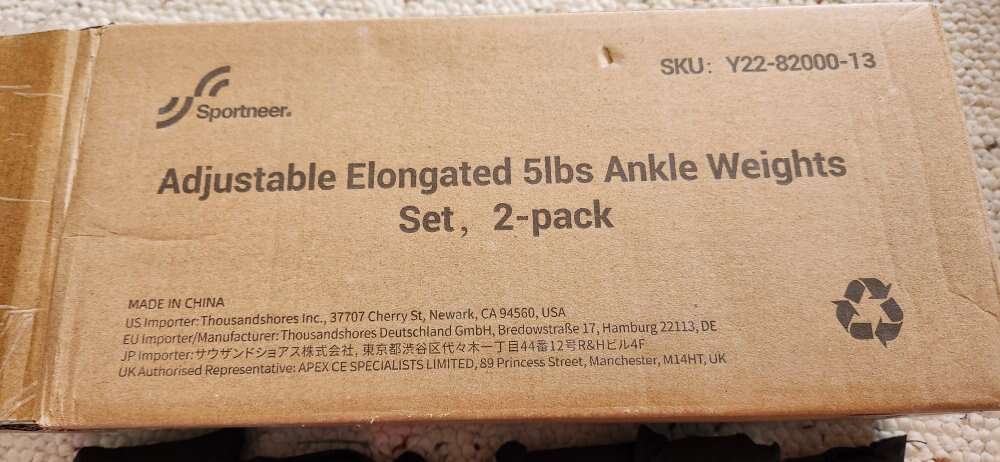 SKU: Y22-82000-13
Sportneer.
Adjustable Elongated 5lbs Ankle Weights
Set，2-pack
MADE IN CHINA
US Importer: Thousandshores Inc., 37707 Cherry St, Newark, CA 94560, USA
EU Importer/Manufacturer: Thousandshores Deutschland GmbH, Bredowstraße 17, Hamburg 22113, DE
JP Importer: サウザンドショアス株式会社, 東京都渋谷区代々木一丁目44番12号R&Hビル4F
UK Authorised Representative: APEX CE SPECIALISTS LIMITED, 89 Princess Street, Manchester, M14HT, UK